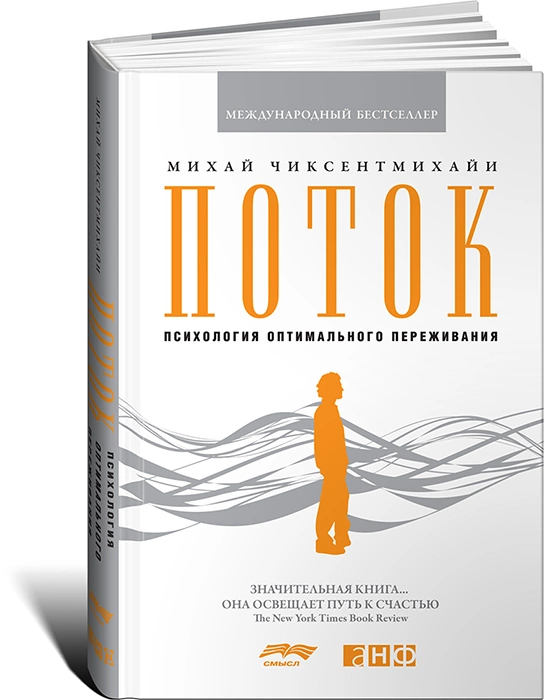 МЕЖДУНАРОДНЫЙ БЕСТСЕЛЛЕР
МИХАЙ ЧИКСЕНТМИХАЙИ
ПОТОК
ПСИХОЛОГИЯ ОПТИМАЛЬНОГО ПЕРЕЖИВАНИЯ
ЗНАЧИТЕЛЬНАЯ КНИГА...
ОНА ОСВЕЩАЕТ ПУТЬ К СЧАСТЬЮ
The New York Times Book Review
СМЫСЛ
АНФ
МИХАЙ ЧИКСЕНТМИХАЙИ
ПОТОК
ПСИХОЛОГИЯ
ОПТИМАЛЬНОГО
ПЕРЕЖИВАНИЯ